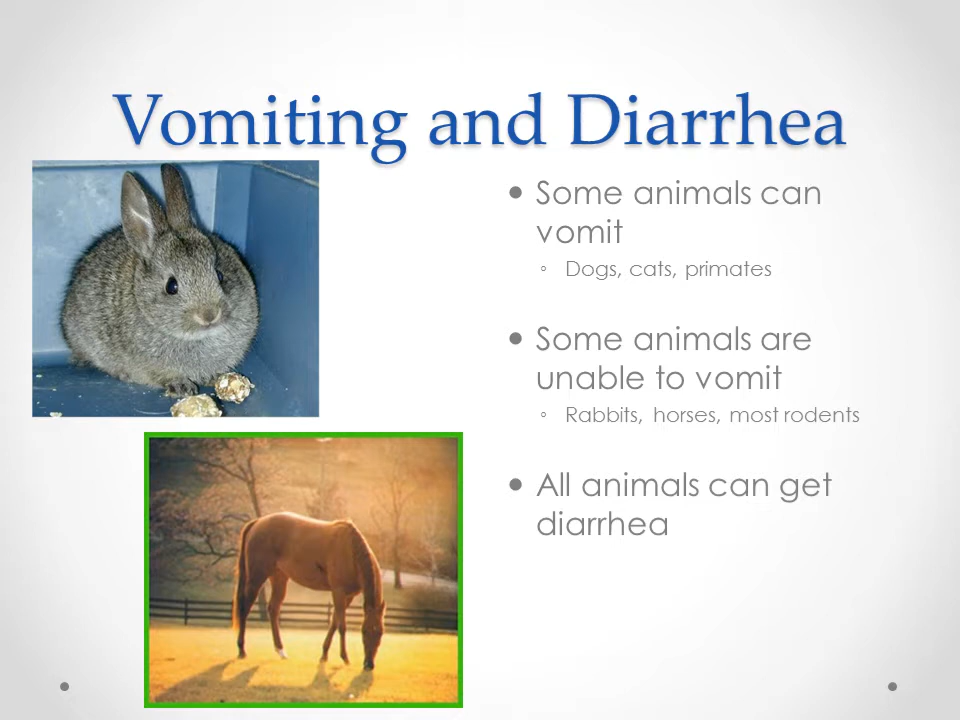 Vomiting and Diarrhea
• Some animals can
vomit
◦ Dogs, cats, primates
• Some animals are
unable to vomit
◦ Rabbits, horses, most rodents
• All animals can get
diarrhea